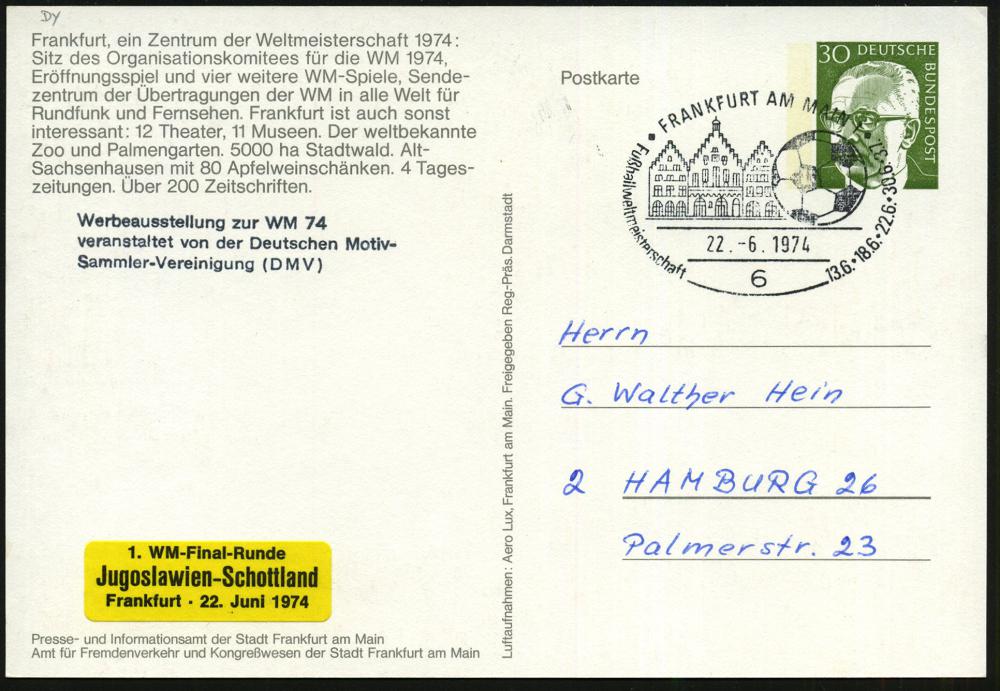 DY
Frankfurt, ein Zentrum der Weltmeisterschaft 1974:
Sitz des Organisationskomitees für die WM 1974,
Eröffnungsspiel und vier weitere WM-Spiele, Sende-
zentrum der Übertragungen der WM in alle Welt für
Rundfunk und Fernsehen. Frankfurt ist auch sonst
interessant: 12 Theater, 11 Museen. Der weltbekannte
Zoo und Palmengarten. 5000 ha Stadtwald. Alt-
Sachsenhausen mit 80 Apfelweinschänken. 4 Tages-
zeitungen. Über 200 Zeitschriften.
Werbeausstellung zur WM 74
veranstaltet von der Deutschen Motiv-
Sammler-Vereinigung (DMV)
1. WM-Final-Runde
Jugoslawien-Schottland
Frankfurt · 22. Juni 1974
Presse- und Informationsamt der Stadt Frankfurt am Main
Amt für Fremdenverkehr und Kongreßwesen der Stadt Frankfurt am Main
Luftaufnahmen: Aero Lux, Frankfurt am Main. Freigegeben Reg.-Präs. Darmstadt
Postkarte
30 DEUTSCHE
BUNDESPOST
FRANKFURT AM MAIN 1
Fußballweltmeisterschaft
13.6.·18.6.·22.6.·30.6.
22.-6.1974
6
Herrn
G. Walther Hein
2 HAMBURG 26
Palmerstr. 23